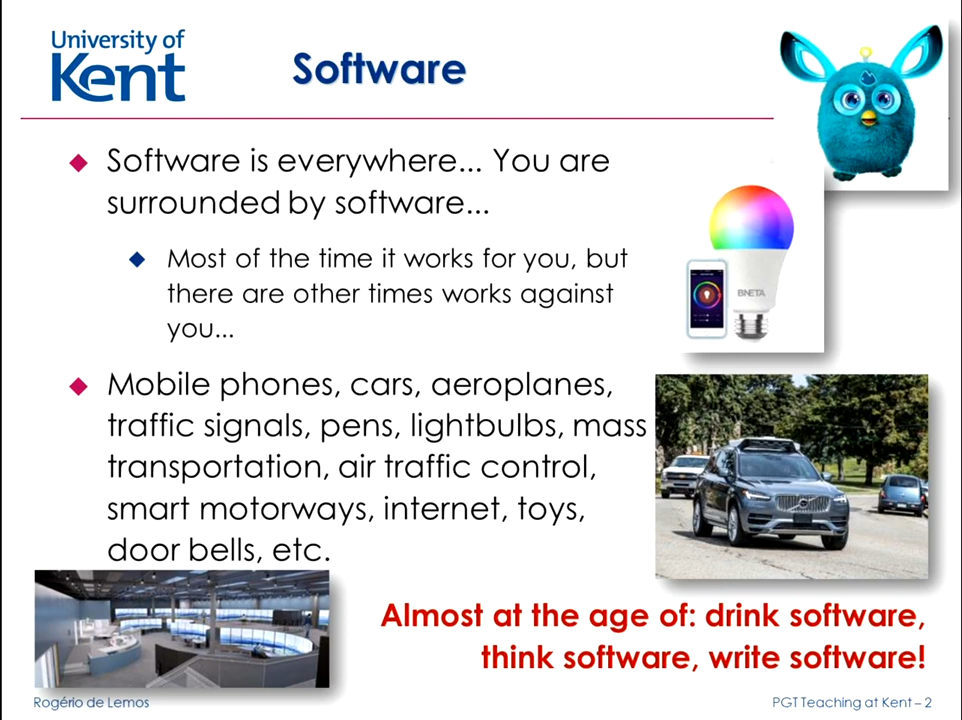 University of
Kent
Software
Software is everywhere... You are
surrounded by software...
Most of the time it works for you, but
there are other times works against
you...
BNETA
Mobile phones, cars, aeroplanes,
traffic signals, pens, lightbulbs, mass
transportation, air traffic control,
smart motorways, internet, toys,
door bells, etc.
Almost at the age of: drink software,
think software, write software!
Rogério de Lemos
PGT Teaching at Kent – 2